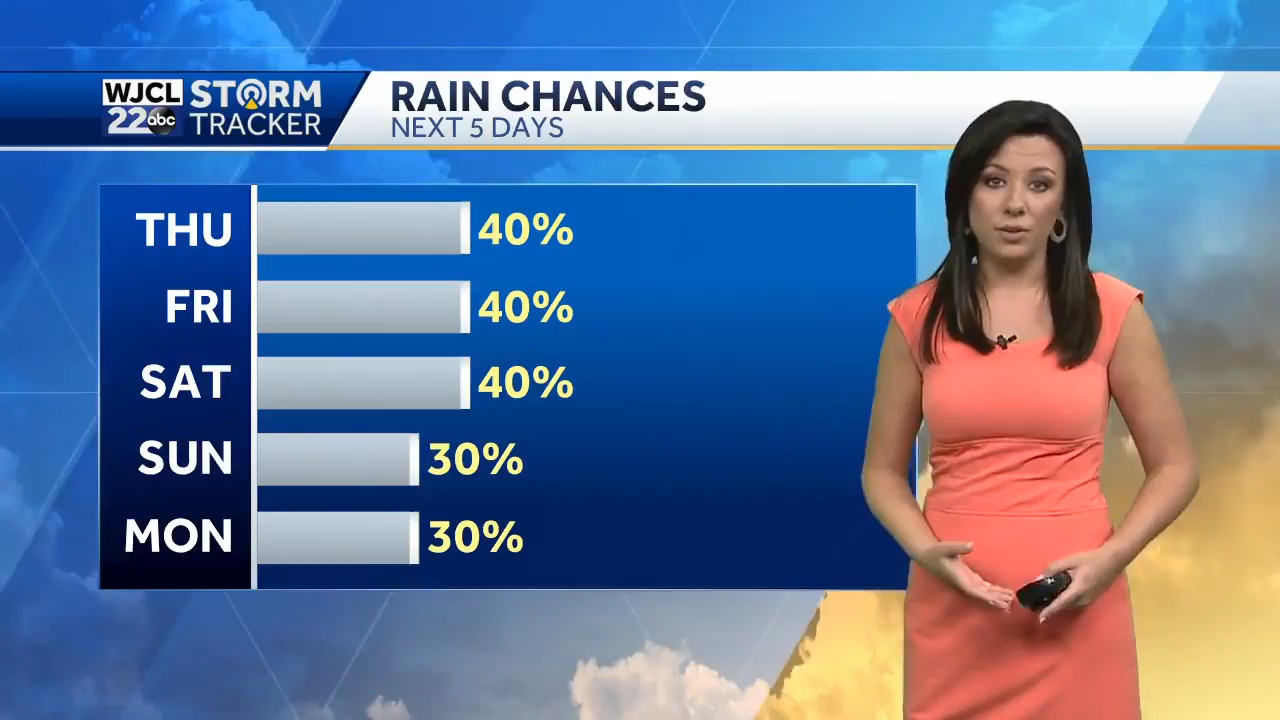 WJCL
22 abc
STORM
TRACKER
RAIN CHANCES
NEXT 5 DAYS
THU 40%
FRI 40%
SAT 40%
SUN 30%
MON 30%